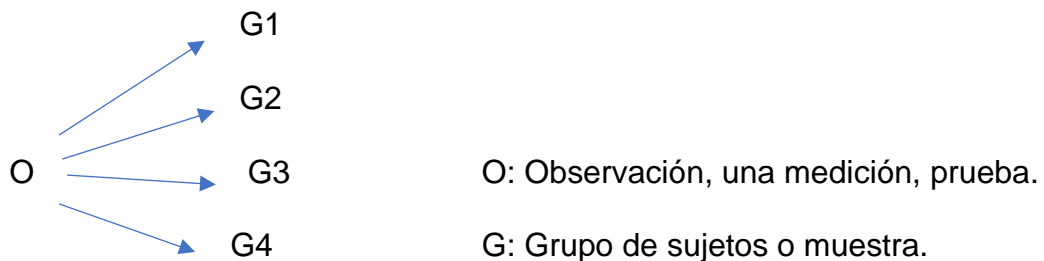 G1
G2
O G3 O: Observación, una medición, prueba.
G4 G: Grupo de sujetos o muestra.